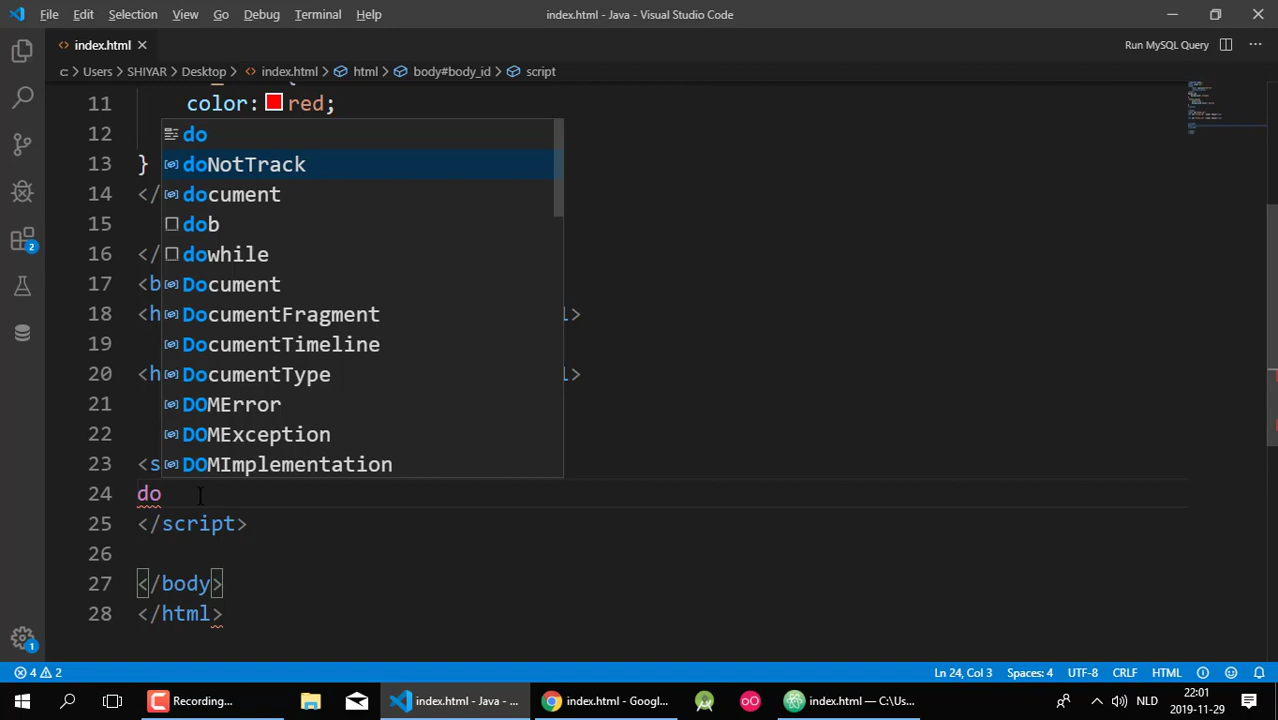 File Edit Selection View Go Debug Terminal Help index.html - Java - Visual Studio Code
index.html Run MySQL Query
c: > Users > SHIYAR > Desktop > index.html > html > body#body_id > script
11 color: red;
12 do
13 } doNotTrack
14 </ document
15 dob
16 </ dowhile
17 <b Document
18 <h DocumentFragment l>
19 DocumentTimeline
20 <h DocumentType l>
21 DOMError
22 DOMException
23 <s DOMImplementation
24 do
25 </script>
26
27 </body>
28 </html>
2
1
4 2 Ln 24, Col 3 Spaces: 4 UTF-8 CRLF HTML
Recording... index.html - Java - ... index.html - Googl... index.html — C:\Us... NLD 22:01
2019-11-29